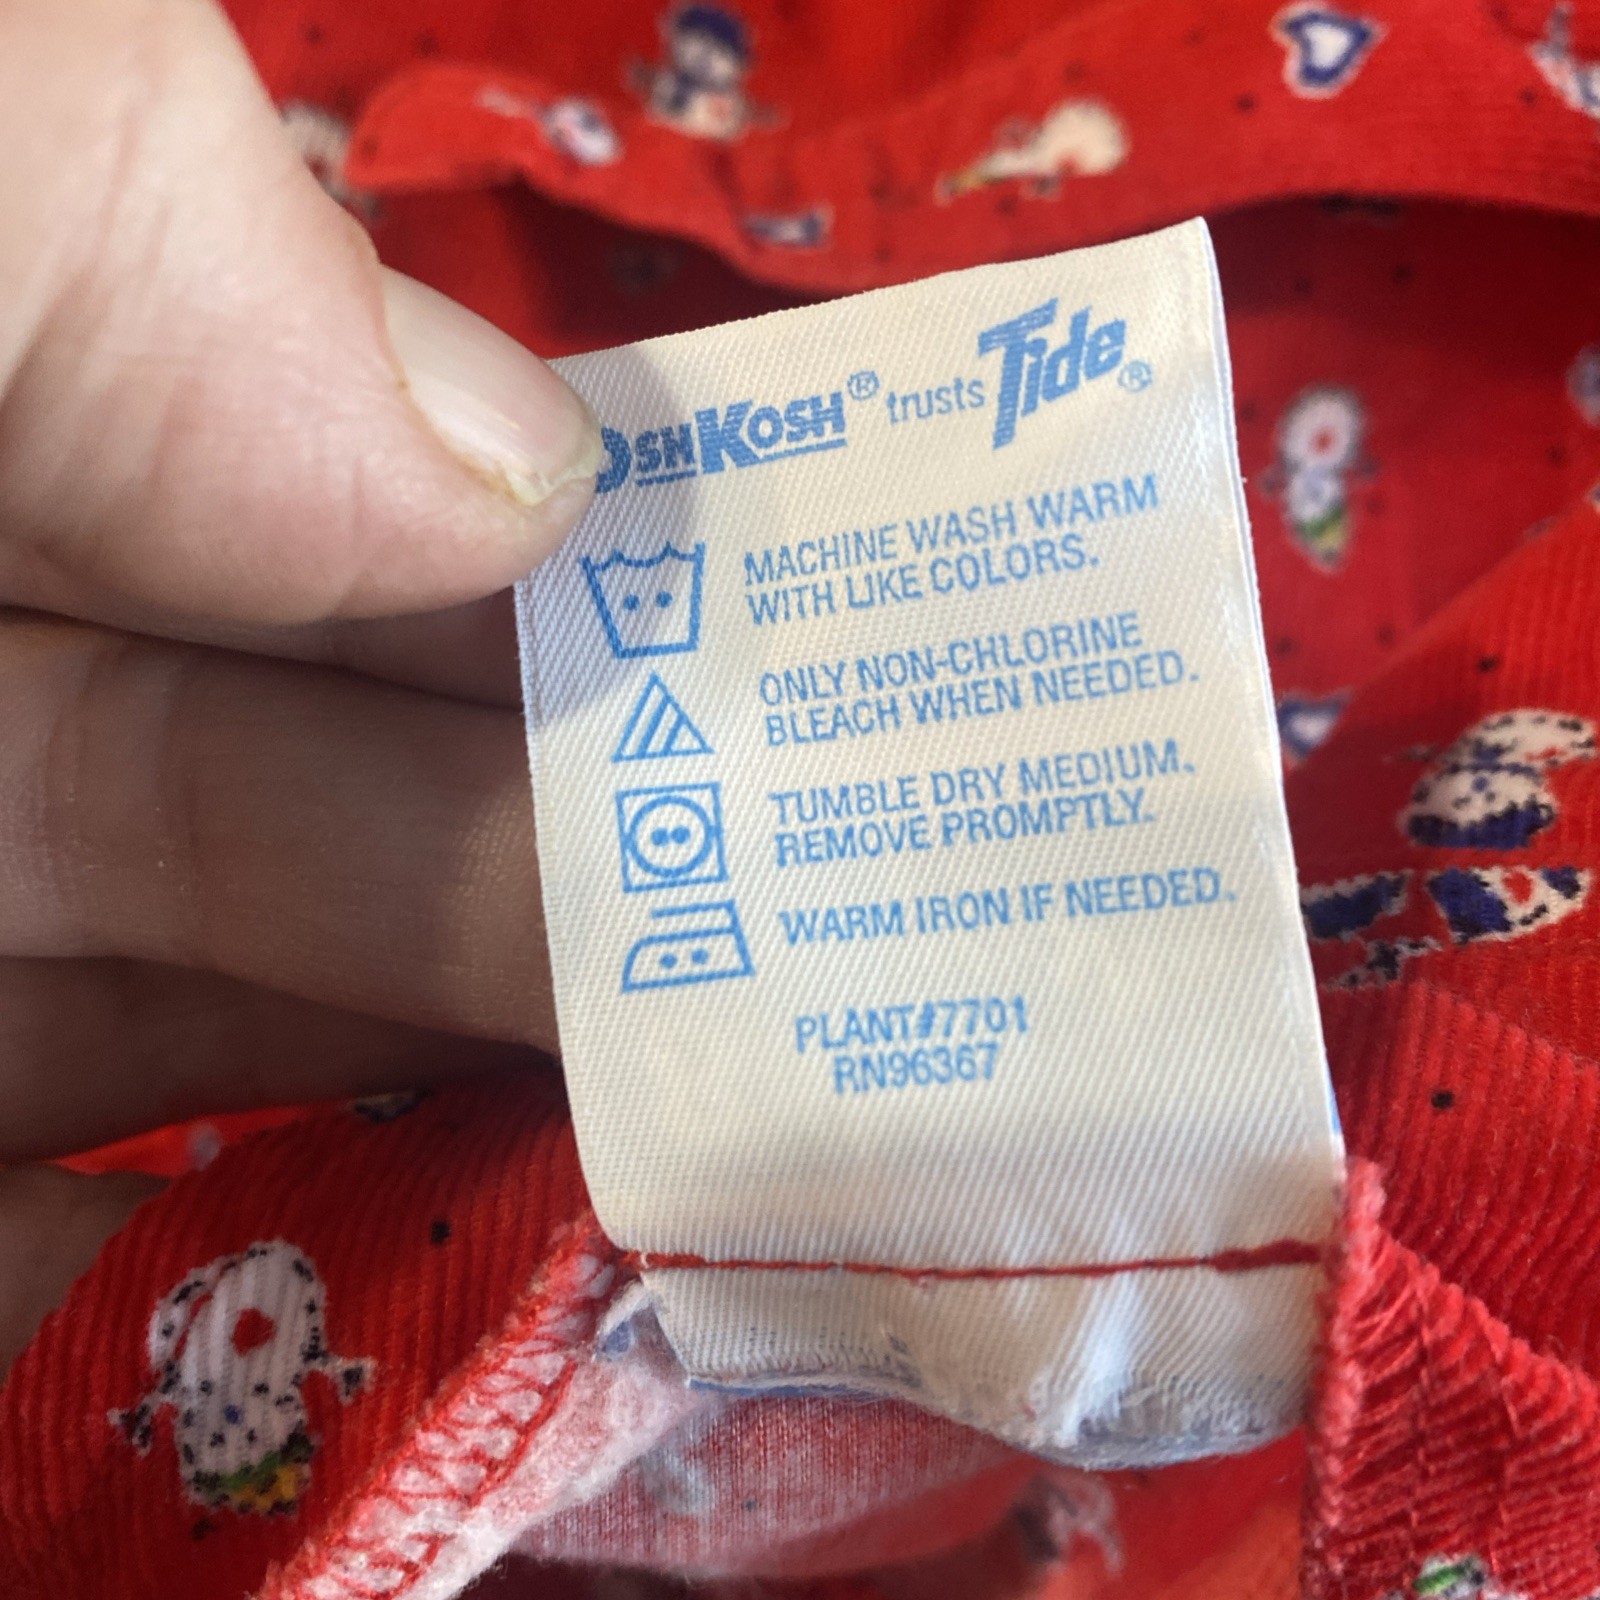 OSHKOSH® trusts Tide®
MACHINE WASH WARM
WITH LIKE COLORS.
ONLY NON-CHLORINE
BLEACH WHEN NEEDED.
TUMBLE DRY MEDIUM.
REMOVE PROMPTLY.
WARM IRON IF NEEDED.
PLANT#7701
RN96367